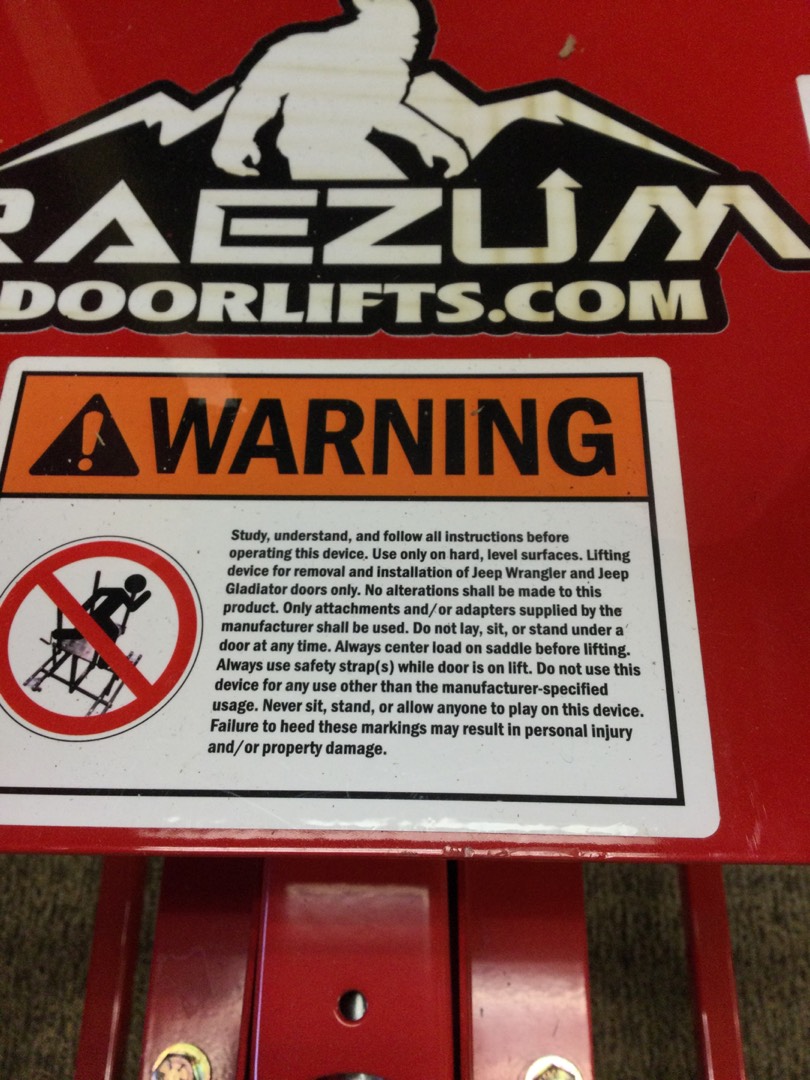 RAEZUM
DOORLIFTS.COM
WARNING
Study, understand, and follow all instructions before
operating this device. Use only on hard, level surfaces. Lifting
device for removal and installation of Jeep Wrangler and Jeep
Gladiator doors only. No alterations shall be made to this
product. Only attachments and/or adapters supplied by the
manufacturer shall be used. Do not lay, sit, or stand under a
door at any time. Always center load on saddle before lifting.
Always use safety strap(s) while door is on lift. Do not use this
device for any use other than the manufacturer-specified
usage. Never sit, stand, or allow anyone to play on this device.
Failure to heed these markings may result in personal injury
and/or property damage.